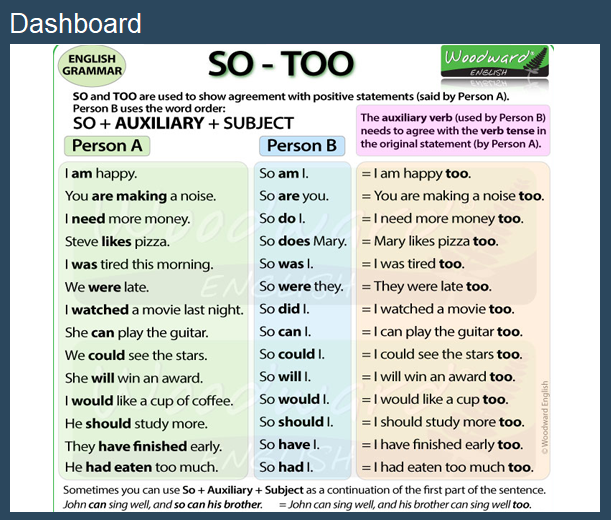 Dashboard
ENGLISH
GRAMMAR
SO - TOO
Woodward®
ENGLISH
SO and TOO are used to show agreement with positive statements (said by Person A).
Person B uses the word order:
SO + AUXILIARY + SUBJECT
The auxiliary verb (used by Person B)
needs to agree with the verb tense in
the original statement (by Person A).
Person A
Person B
I am happy. So am I. = I am happy too.
You are making a noise. So are you. = You are making a noise too.
I need more money. So do I. = I need more money too.
Steve likes pizza. So does Mary. = Mary likes pizza too.
I was tired this morning. So was I. = I was tired too.
We were late. So were they. = They were late too.
I watched a movie last night. So did I. = I watched a movie too.
She can play the guitar. So can I. = I can play the guitar too.
We could see the stars. So could I. = I could see the stars too.
She will win an award. So will I. = I will win an award too.
I would like a cup of coffee. So would I. = I would like a cup too.
He should study more. So should I. = I should study more too.
They have finished early. So have I. = I have finished early too.
He had eaten too much. So had I. = I had eaten too much too.
© Woodward English
Sometimes you can use So + Auxiliary + Subject as a continuation of the first part of the sentence.
John can sing well, and so can his brother. = John can sing well, and his brother can sing well too.